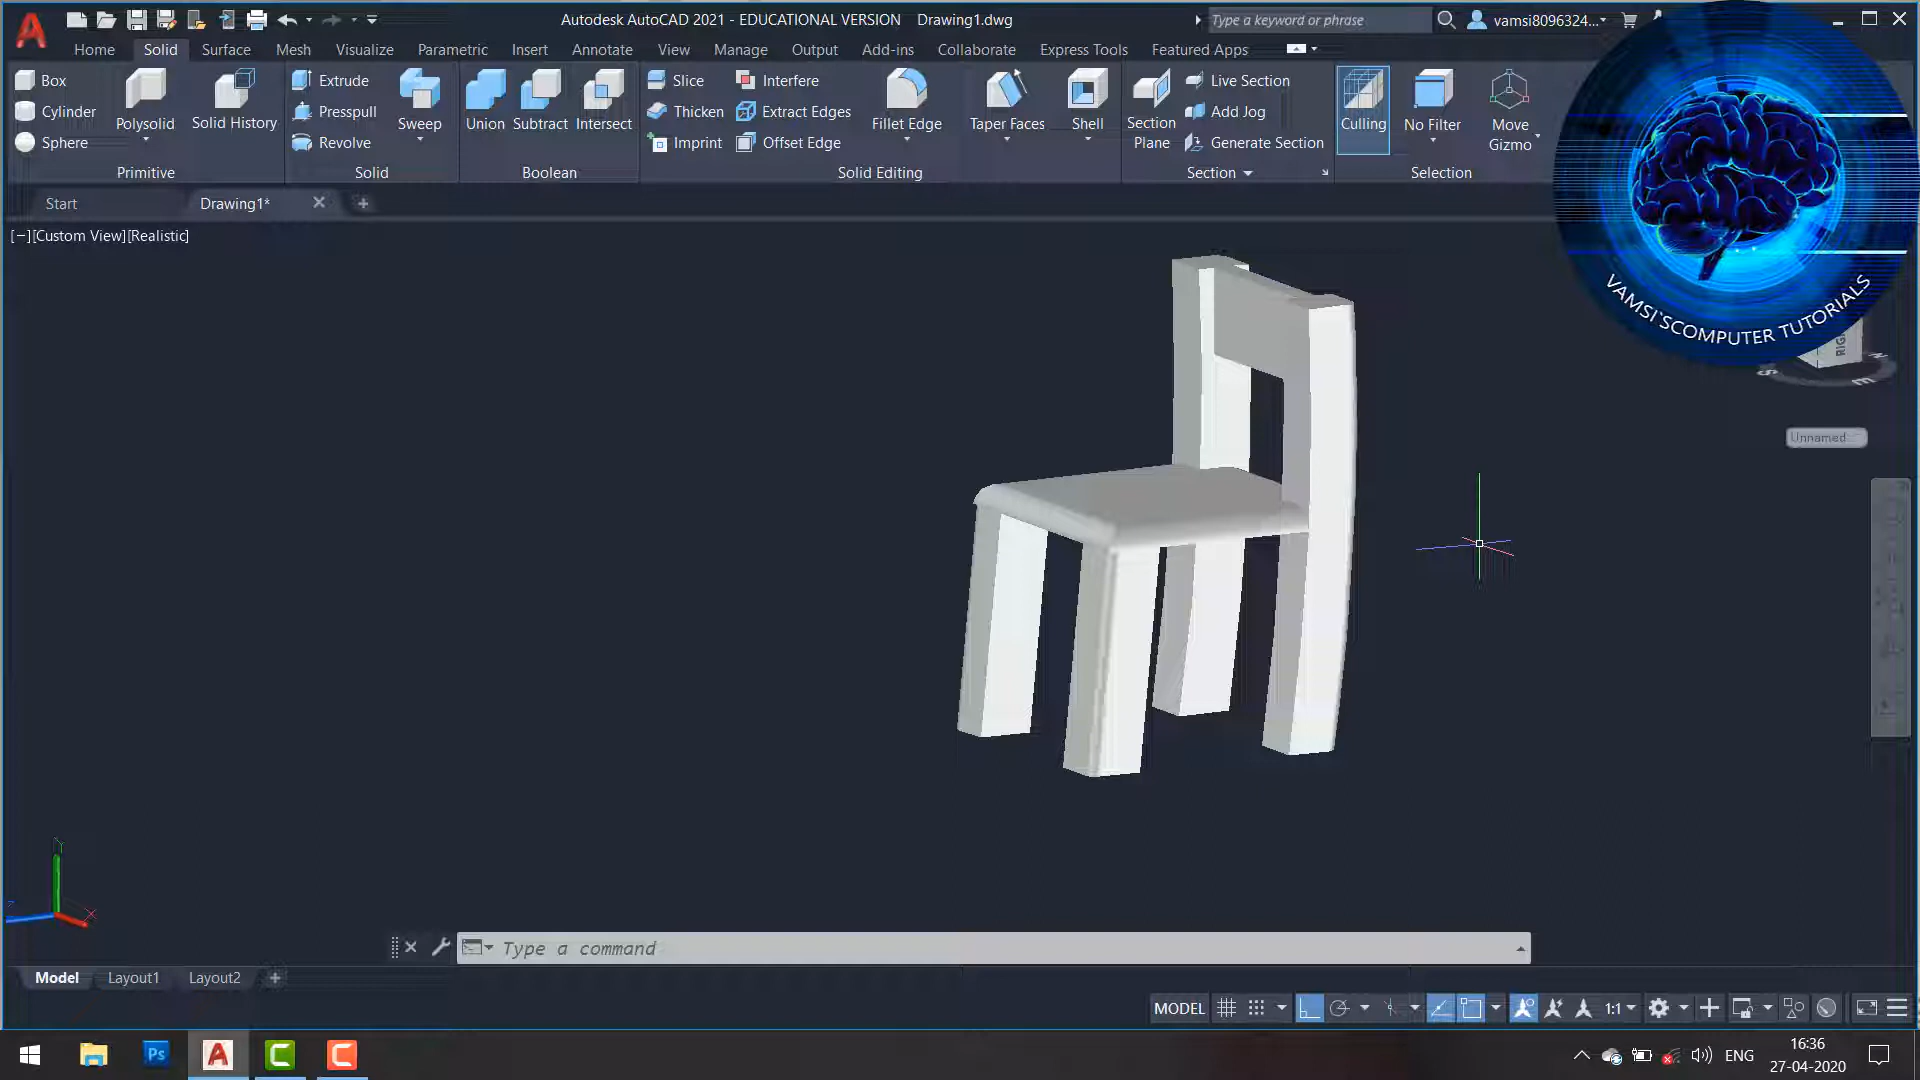 Autodesk AutoCAD 2021 - EDUCATIONAL VERSION Drawing1.dwg
Type a keyword or phrase
vamsi8096324...
Home Solid Surface Mesh Visualize Parametric Insert Annotate View Manage Output Add-ins Collaborate Express Tools Featured Apps
Box
Cylinder
Sphere
Polysolid
Solid History
Primitive
Extrude
Presspull
Revolve
Sweep
Solid
Union
Subtract
Intersect
Boolean
Slice
Thicken
Imprint
Interfere
Extract Edges
Offset Edge
Fillet Edge
Taper Faces
Shell
Solid Editing
Section
Plane
Live Section
Add Jog
Generate Section
Section
Culling
No Filter
Move
Gizmo
Selection
VAMSI`SCOMPUTER TUTORIALS
Start
Drawing1*
[−][Custom View][Realistic]
S
E
Unnamed
Y
Z
X
Type a command
Model Layout1 Layout2
MODEL
1:1
Ps
A
C
C
ENG
16:36
27-04-2020